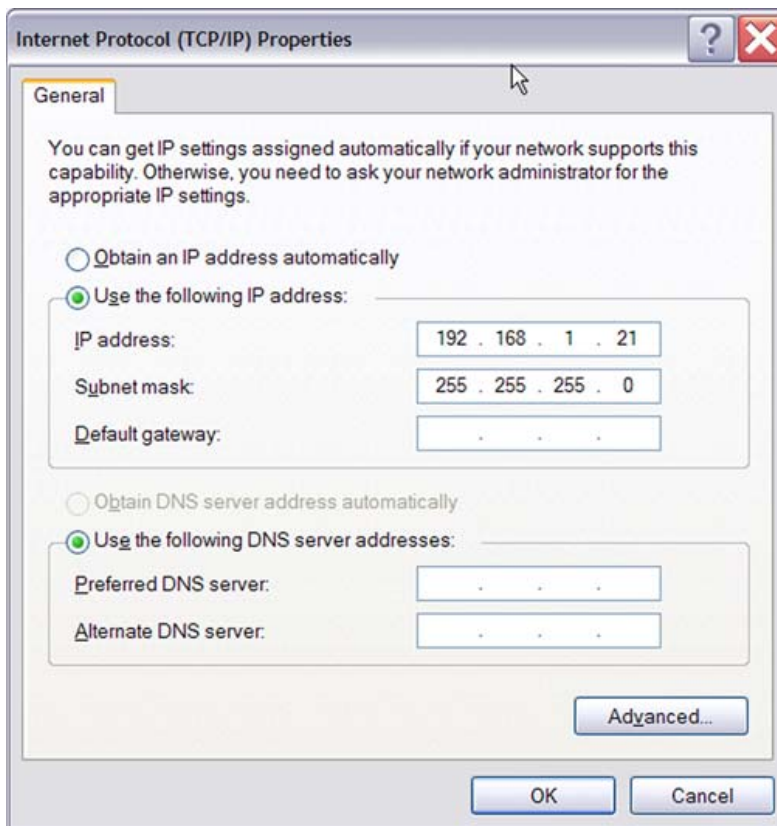 Internet Protocol (TCP/IP) Properties
?
General
You can get IP settings assigned automatically if your network supports this
capability. Otherwise, you need to ask your network administrator for the
appropriate IP settings.
Obtain an IP address automatically
Use the following IP address:
IP address: 192 . 168 . 1 . 21
Subnet mask: 255 . 255 . 255 . 0
Default gateway: . . .
Obtain DNS server address automatically
Use the following DNS server addresses:
Preferred DNS server: . . .
Alternate DNS server: . . .
Advanced...
OK Cancel